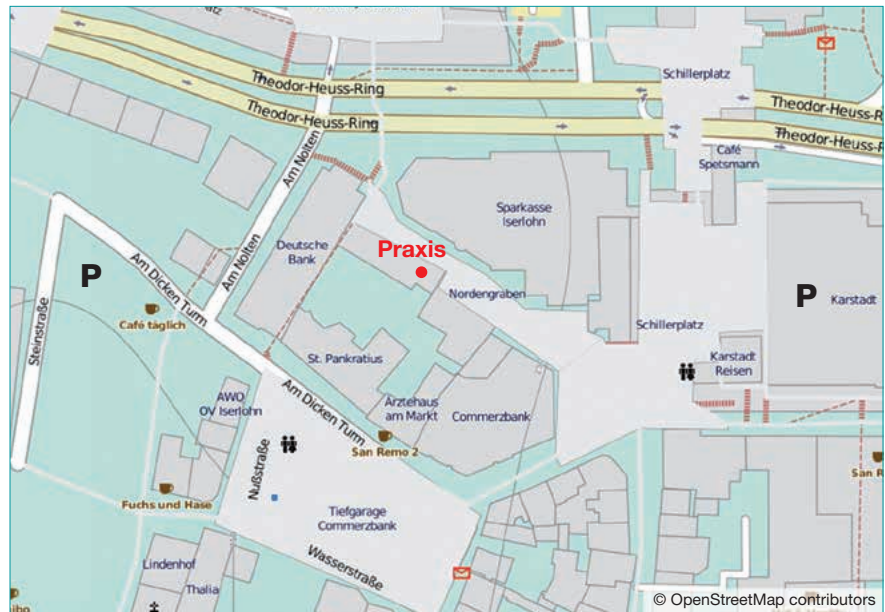 Schillerplatz
Theodor-Heuss-Ring
Theodor-Heuss-Ring
Theodor-Heuss-R
Theodor-Heuss-R
Café
Spetsmann
Am Nolten
Sparkasse
Iserlohn
Deutsche
Bank
Praxis
Am Nolten
Nordengraben
P
Am Dicken Turm
P
Karstadt
Steinstraße
Café täglich
Schillerplatz
St. Pankratius
Karstadt
Reisen
AWO
OV Iserlohn
Am Dicken Turm
Ärztehaus
am Markt
Commerzbank
San Remo 2
Nußstraße
San R
Fuchs und Hase
Tiefgarage
Commerzbank
Wasserstraße
Lindenhof
Thalia
© OpenStreetMap contributors